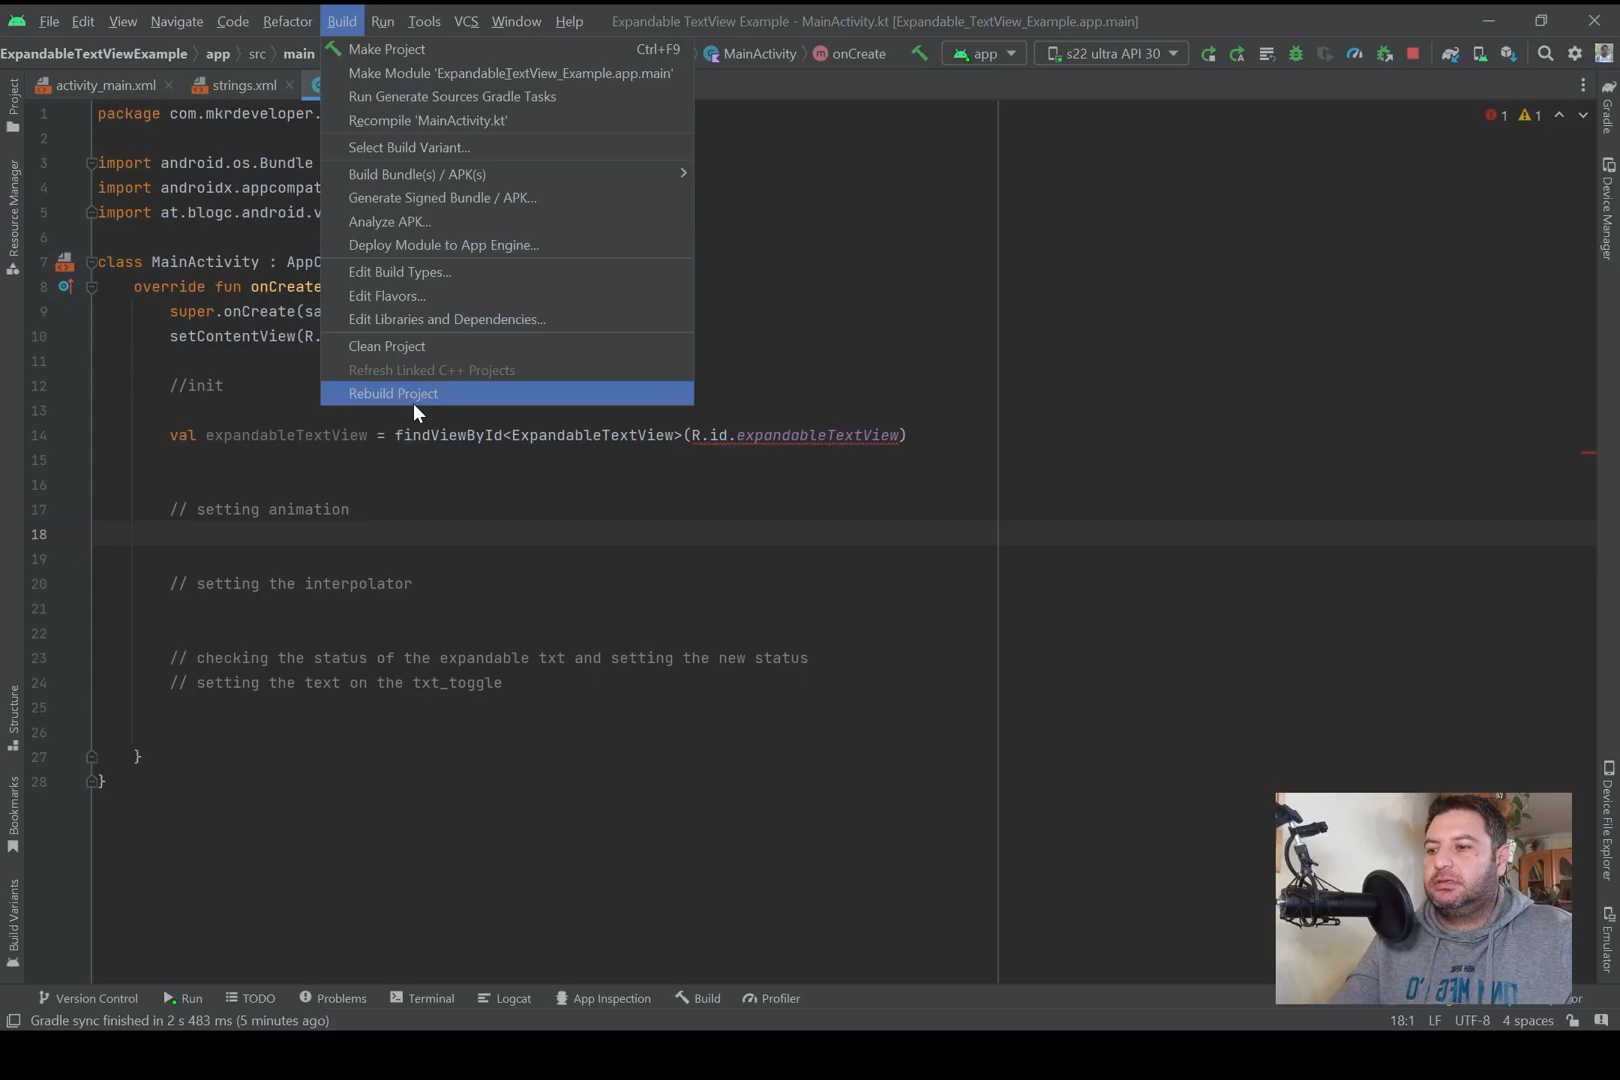 File Edit View Navigate Code Refactor Build Run Tools VCS Window Help Expandable TextView Example - MainActivity.kt [Expandable_TextView_Example.app.main]
ExpandableTextViewExample app src main MainActivity onCreate app s22 ultra API 30
activity_main.xml strings.xml
Make Project Ctrl+F9
Make Module 'ExpandableTextView_Example.app.main'
Run Generate Sources Gradle Tasks
Recompile 'MainActivity.kt'
Select Build Variant...
Build Bundle(s) / APK(s)
Generate Signed Bundle / APK...
Analyze APK...
Deploy Module to App Engine...
Edit Build Types...
Edit Flavors...
Edit Libraries and Dependencies...
Clean Project
Refresh Linked C++ Projects
Rebuild Project
1 package com.mkrdeveloper.
2
3 import android.os.Bundle
4 import androidx.appcompat
5 import at.blogc.android.v
6
7 class MainActivity : AppC
8 override fun onCreate
9 super.onCreate(sa
10 setContentView(R.
11
12 //init
13
14 val expandableTextView = findViewById<ExpandableTextView>(R.id.expandableTextView)
15
16
17 // setting animation
18
19
20 // setting the interpolator
21
22
23 // checking the status of the expandable txt and setting the new status
24 // setting the text on the txt_toggle
25
26
27 }
28 }
1 1
Project
Resource Manager
Structure
Bookmarks
Build Variants
Gradle
Device Manager
Device File Explorer
Emulator
Version Control Run TODO Problems Terminal Logcat App Inspection Build Profiler
Gradle sync finished in 2 s 483 ms (5 minutes ago) 18:1 LF UTF-8 4 spaces